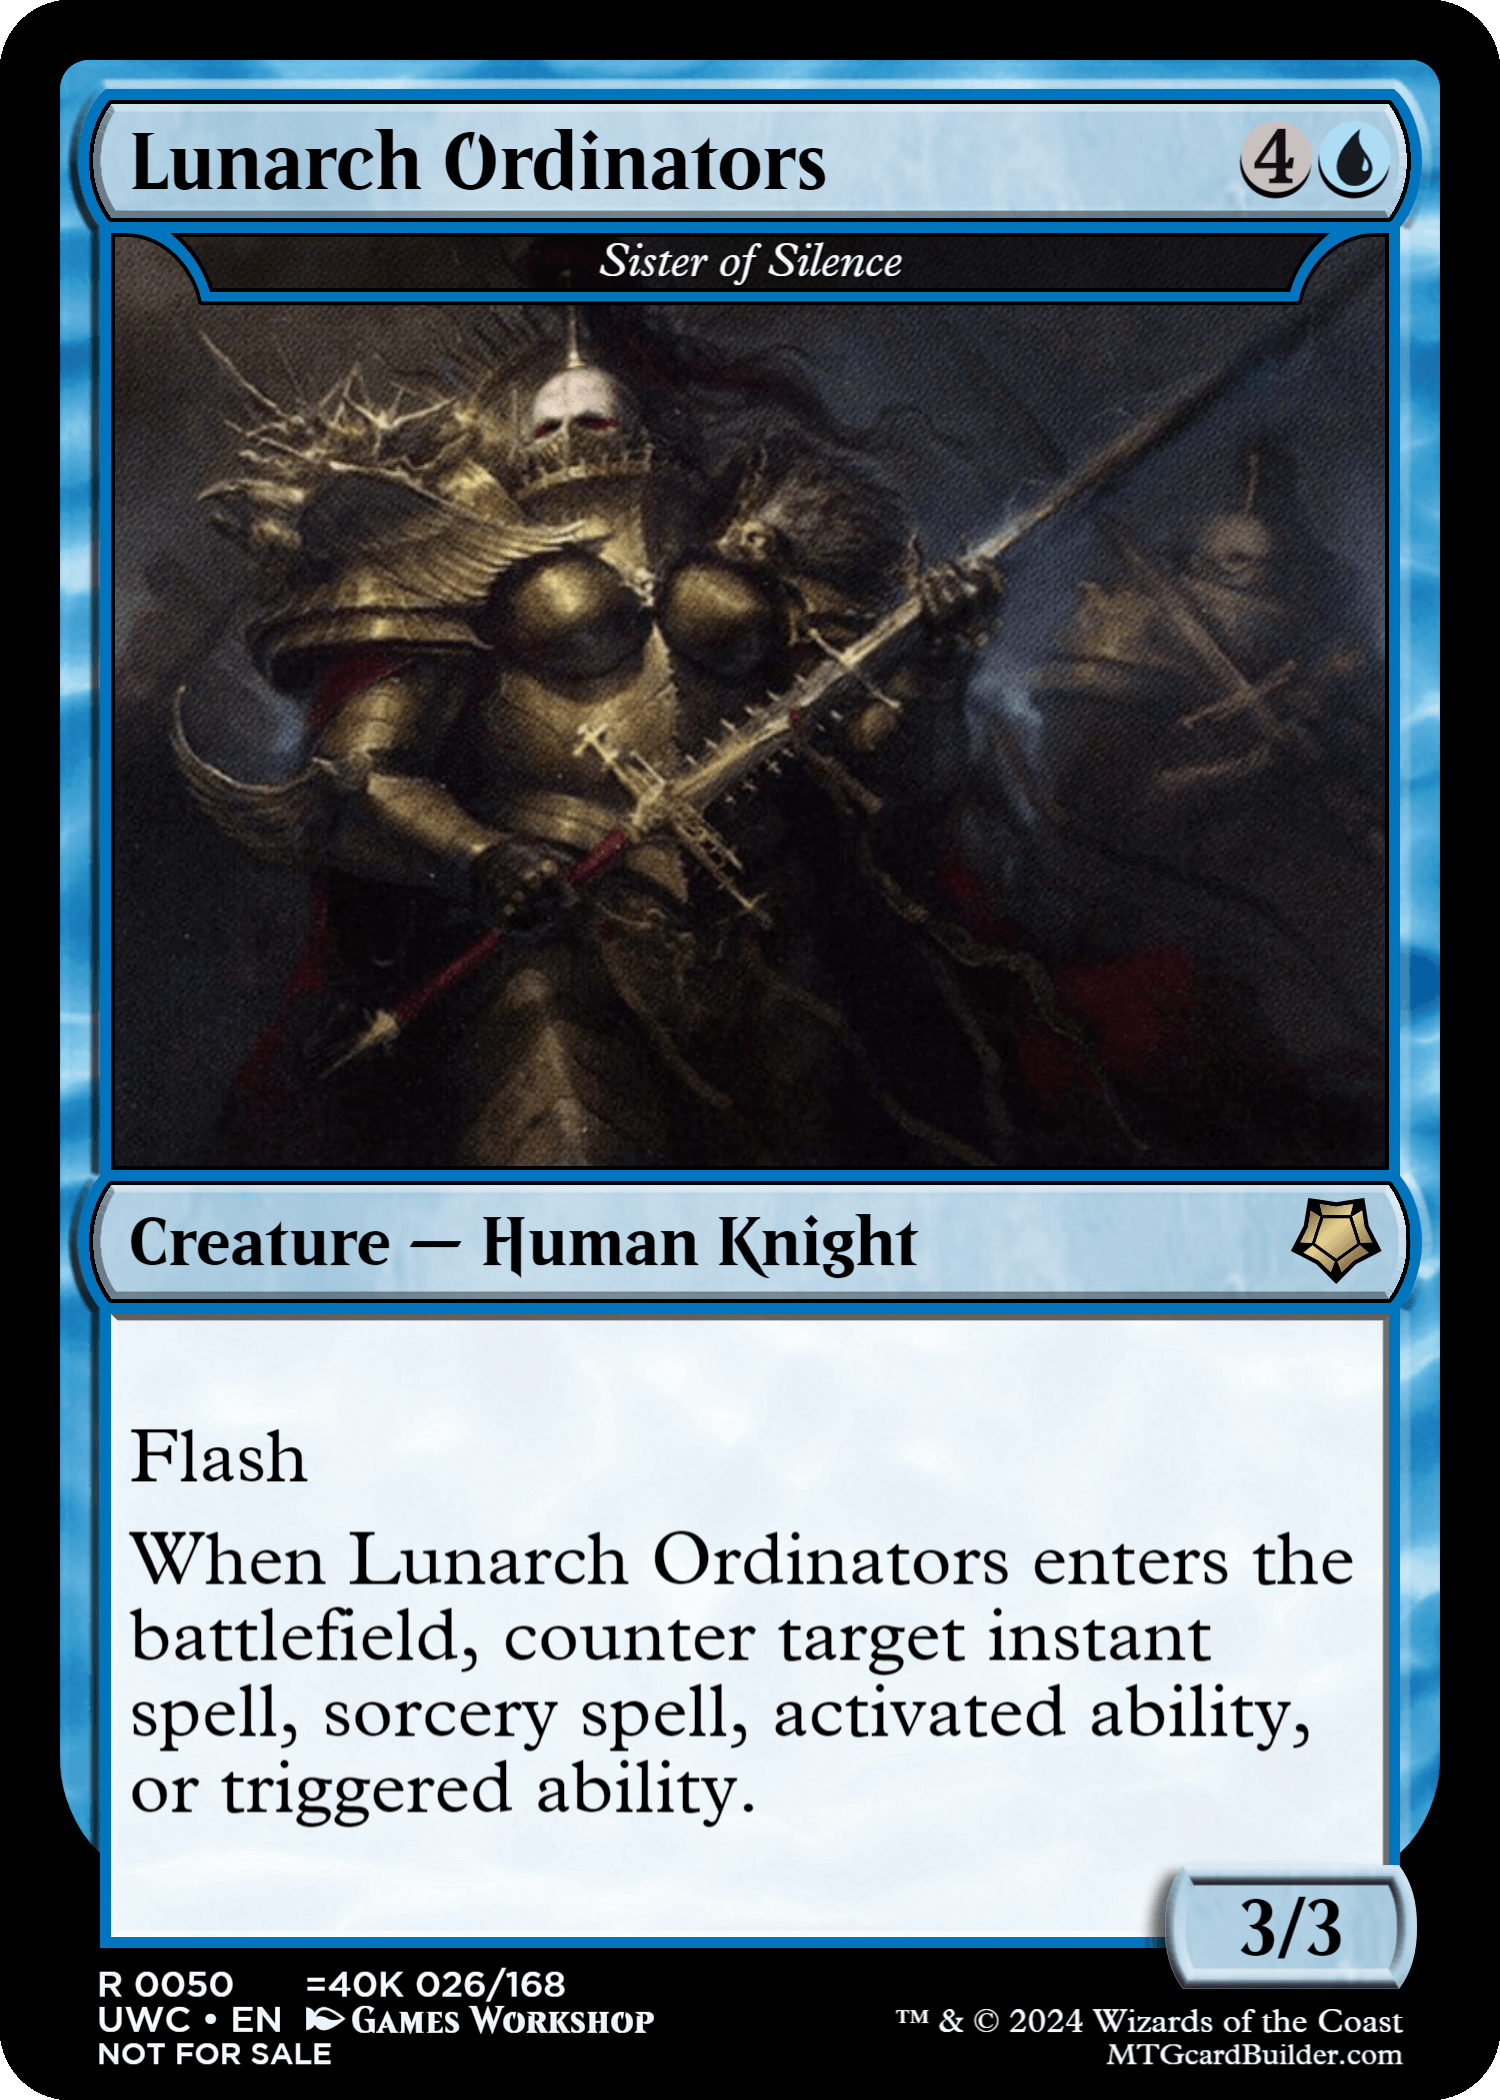 Lunarch Ordinators 4
Sister of Silence
Creature — Human Knight
Flash
When Lunarch Ordinators enters the
battlefield, counter target instant
spell, sorcery spell, activated ability,
or triggered ability.
3/3
R 0050 =40K 026/168
UWC • EN GAMES WORKSHOP
NOT FOR SALE
™ & © 2024 Wizards of the Coast
MTGcardBuilder.com